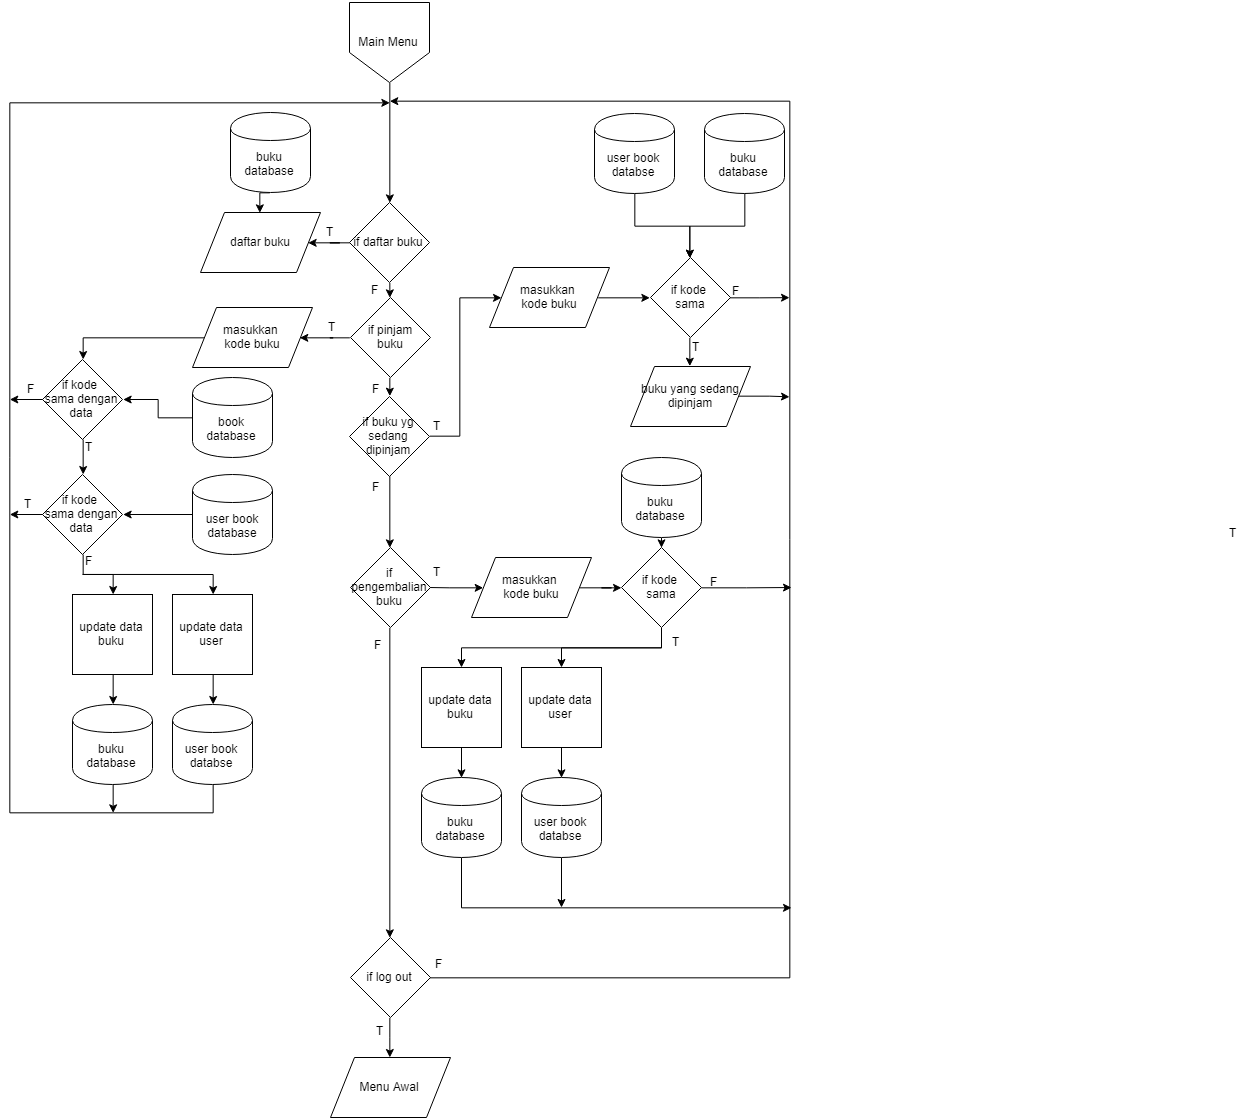 Main Menu
buku
database
user book
databse
buku
database
daftar buku
T
if daftar buku
F
masukkan
kode buku
T
if pinjam
buku
masukkan
kode buku
if kode
sama
F
T
F
if kode
sama dengan
data
F
T
book
database
F
if buku yg
sedang
dipinjam
T
buku yang sedang
dipinjam
if kode
sama dengan
data
T
F
user book
database
F
buku
database
T
if
pengembalian
buku
T
masukkan
kode buku
if kode
sama
F
T
F
update data
buku
update data
user
update data
buku
update data
user
buku
database
user book
databse
buku
database
user book
databse
if log out
F
T
Menu Awal